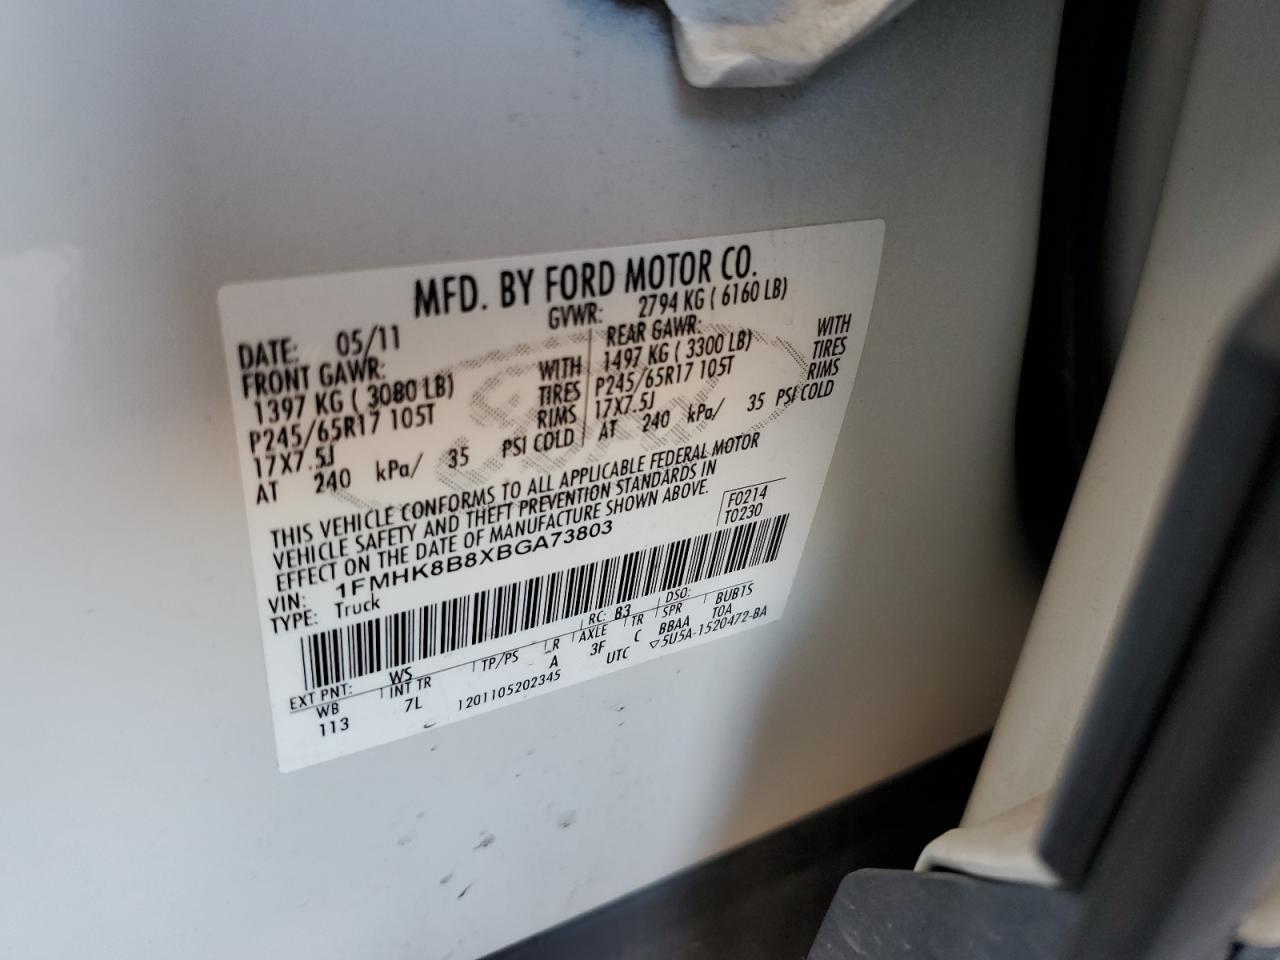 MFD. BY FORD MOTOR CO.
DATE: 05/11 GVWR: 2794 KG ( 6160 LB)
FRONT GAWR: REAR GAWR:
1397 KG ( 3080 LB) WITH 1497 KG ( 3300 LB) WITH
P245/65R17 105T TIRES P245/65R17 105T TIRES
17X7.5J RIMS 17X7.5J RIMS
AT 240 kPa/ 35 PSI COLD AT 240 kPa/ 35 PSI COLD
THIS VEHICLE CONFORMS TO ALL APPLICABLE FEDERAL MOTOR
VEHICLE SAFETY AND THEFT PREVENTION STANDARDS IN
EFFECT ON THE DATE OF MANUFACTURE SHOWN ABOVE.
F0214
T0230
VIN: 1FMHK8B8XBGA73803
TYPE: Truck
EXT PNT: WS RC: B3 DSO:
WB INT TR TP/PS R AXLE TR SPR BUB1S
113 7L A 3F C BBAA TOA
1201105202345 UTC ▽5U5A-1520472-BA